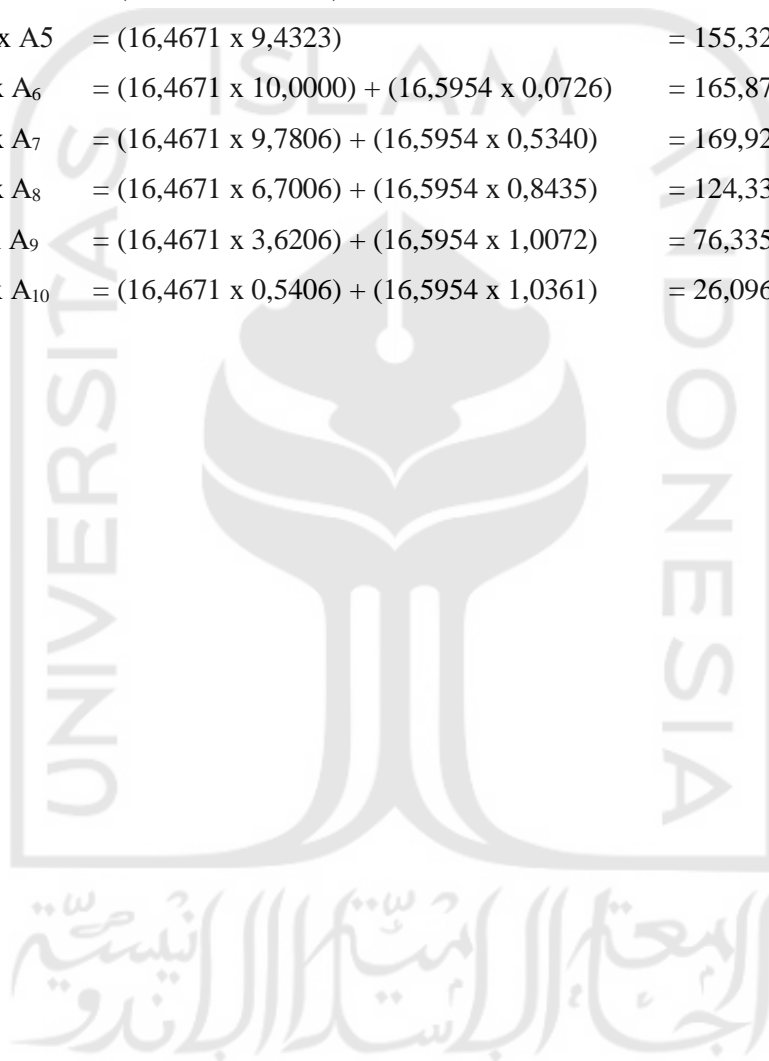 x A5 = (16,4671 x 9,4323) = 155,32
x A6 = (16,4671 x 10,0000) + (16,5954 x 0,0726) = 165,87
x A7 = (16,4671 x 9,7806) + (16,5954 x 0,5340) = 169,92
x A8 = (16,4671 x 6,7006) + (16,5954 x 0,8435) = 124,33
A9 = (16,4671 x 3,6206) + (16,5954 x 1,0072) = 76,335
x A10 = (16,4671 x 0,5406) + (16,5954 x 1,0361) = 26,096
ISLAM
UNIVERSITAS
INDONESIA